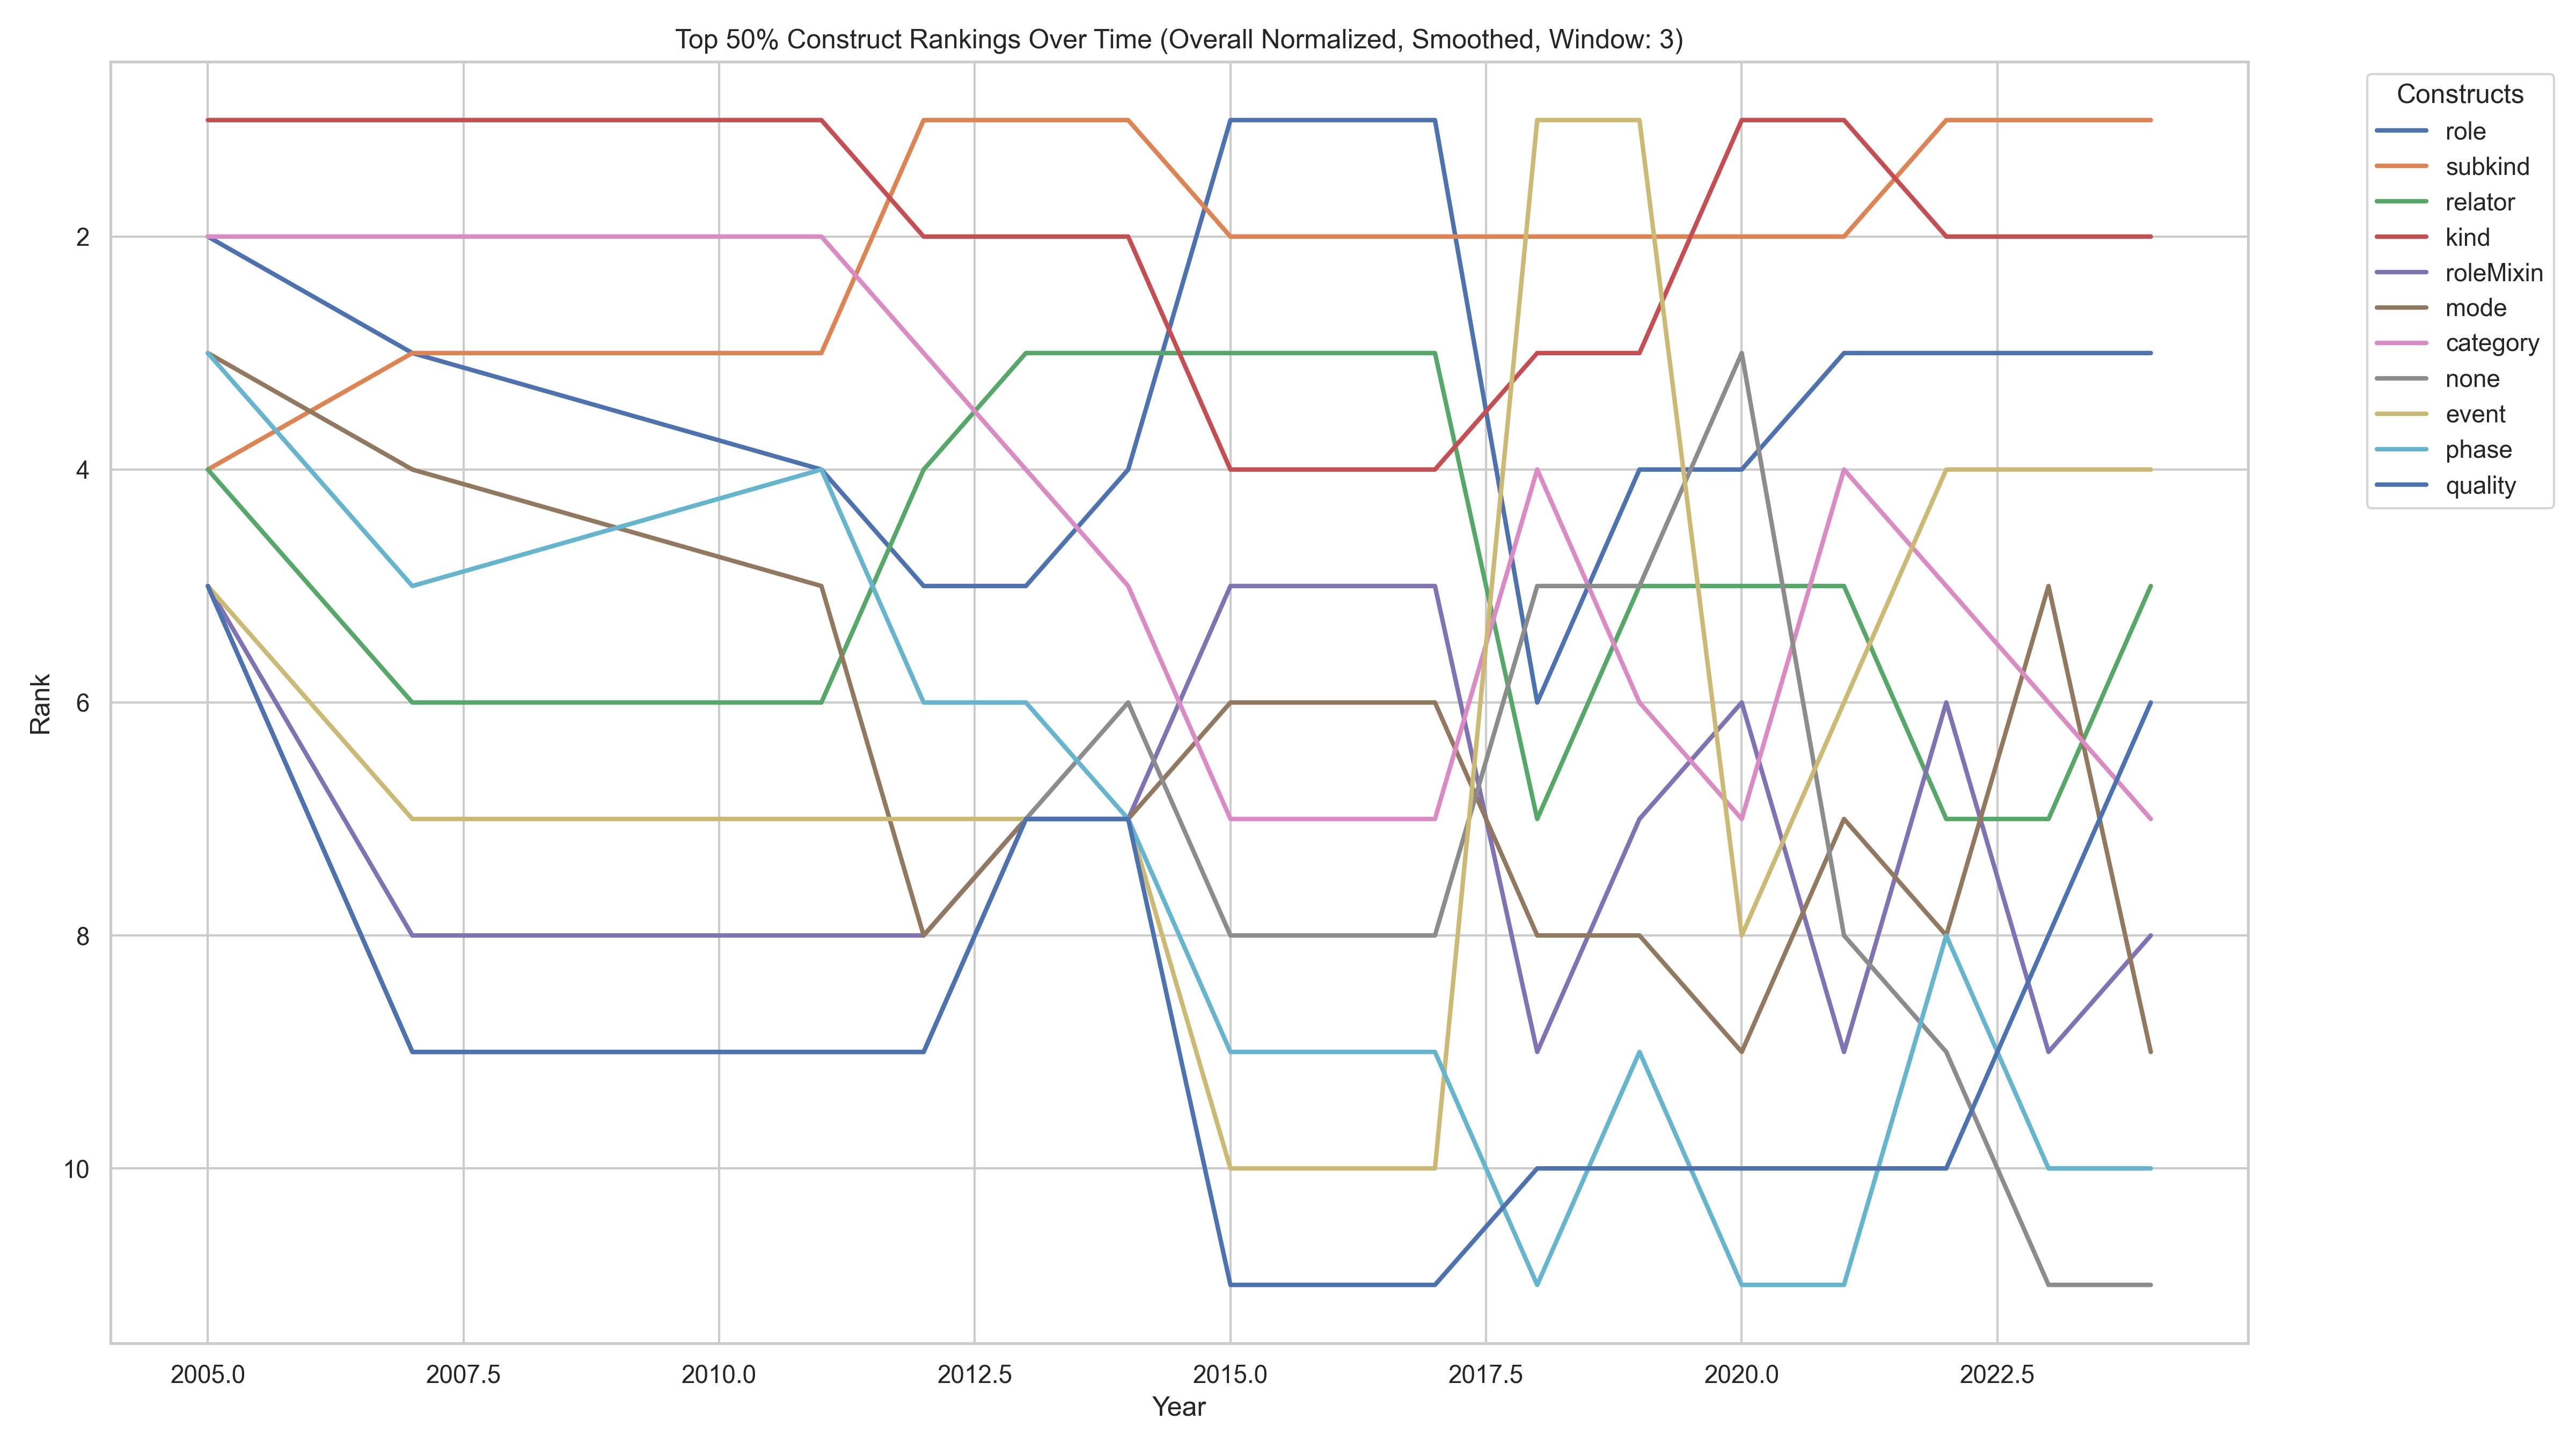 Top 50% Construct Rankings Over Time (Overall Normalized, Smoothed, Window: 3)
Constructs
role
subkind
relator
kind
roleMixin
mode
category
none
event
phase
quality
Rank
2
4
6
8
10
2005.0 2007.5 2010.0 2012.5 2015.0 2017.5 2020.0 2022.5
Year